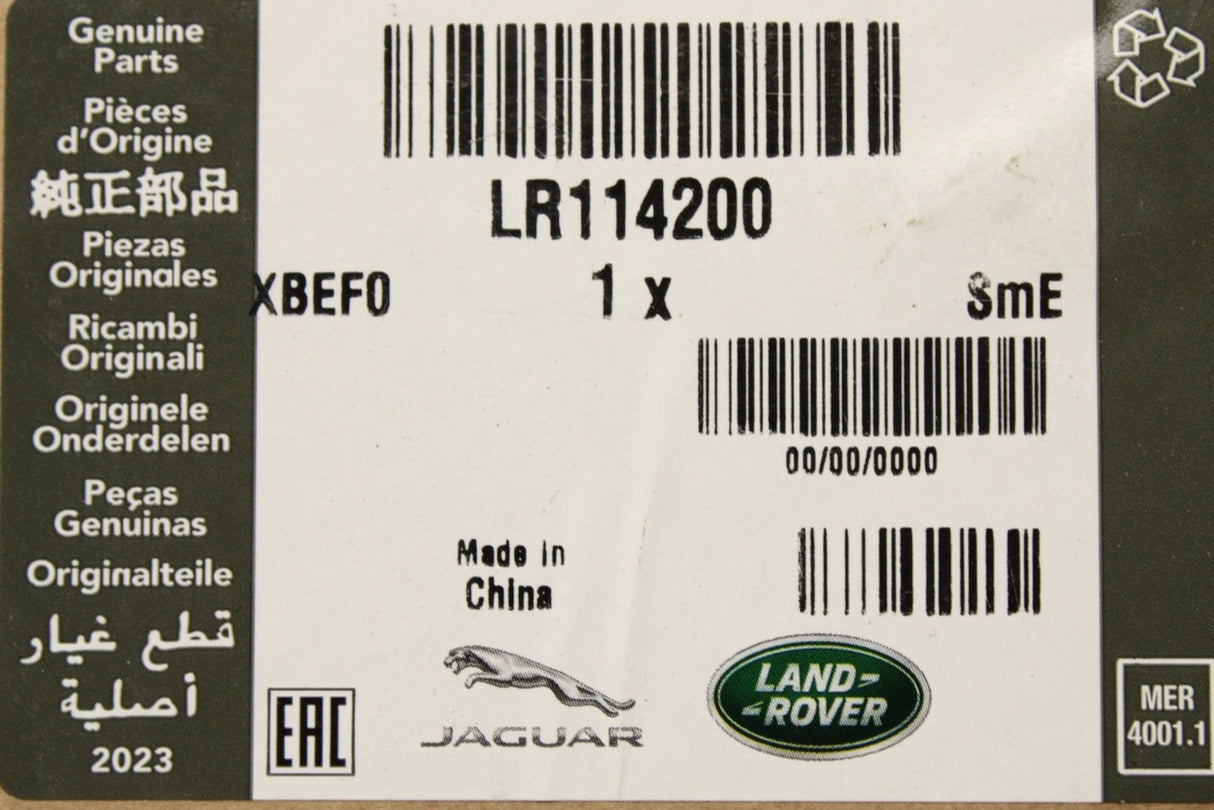 Genuine
Parts
Pièces
d'Origine
純正部品
Piezas
Originales
Ricambi
Originali
Originele
Onderdelen
Peças
Genuinas
Originalteile
قطع غيار
أصلية
2023
LR114200
XBEF0 1 x SmE
00/00/0000
Made in
China
EAC
JAGUAR
LAND-
-ROVER
MER
4001.1